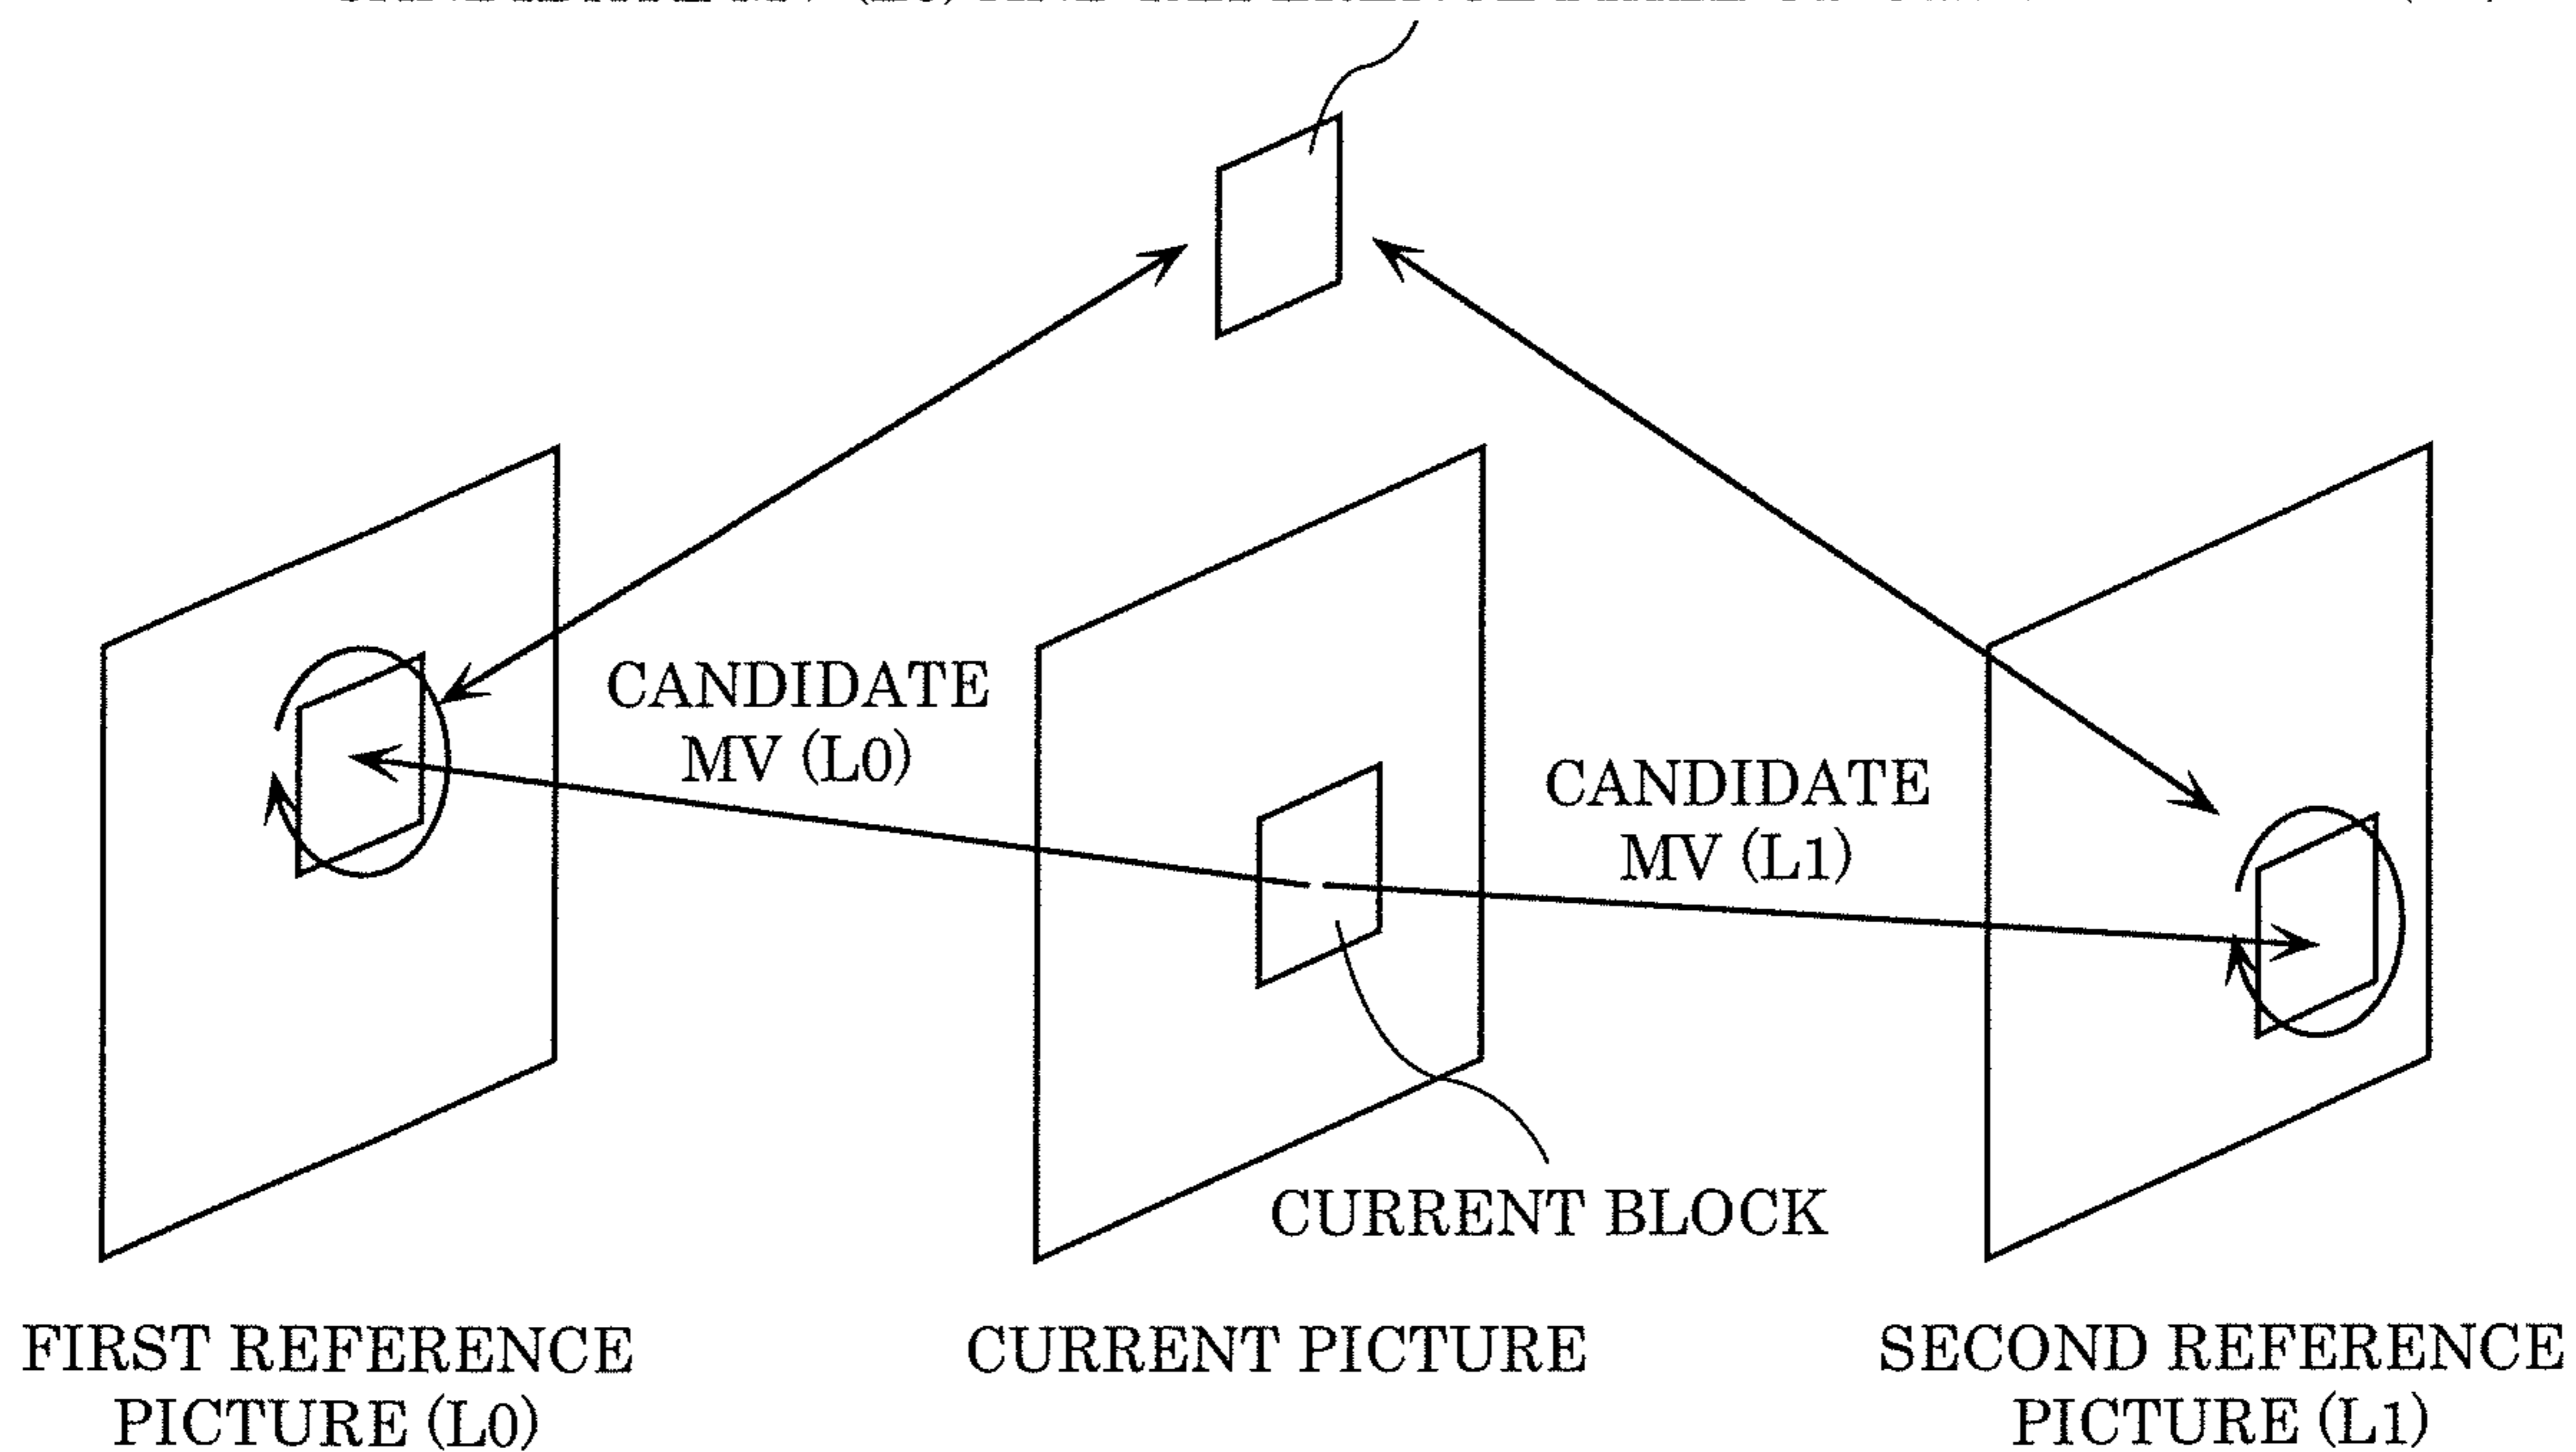 CANDIDATE
MV (L0)
CANDIDATE
MV (L1)
CURRENT BLOCK
FIRST REFERENCE
PICTURE (L0)
CURRENT PICTURE
SECOND REFERENCE
PICTURE (L1)